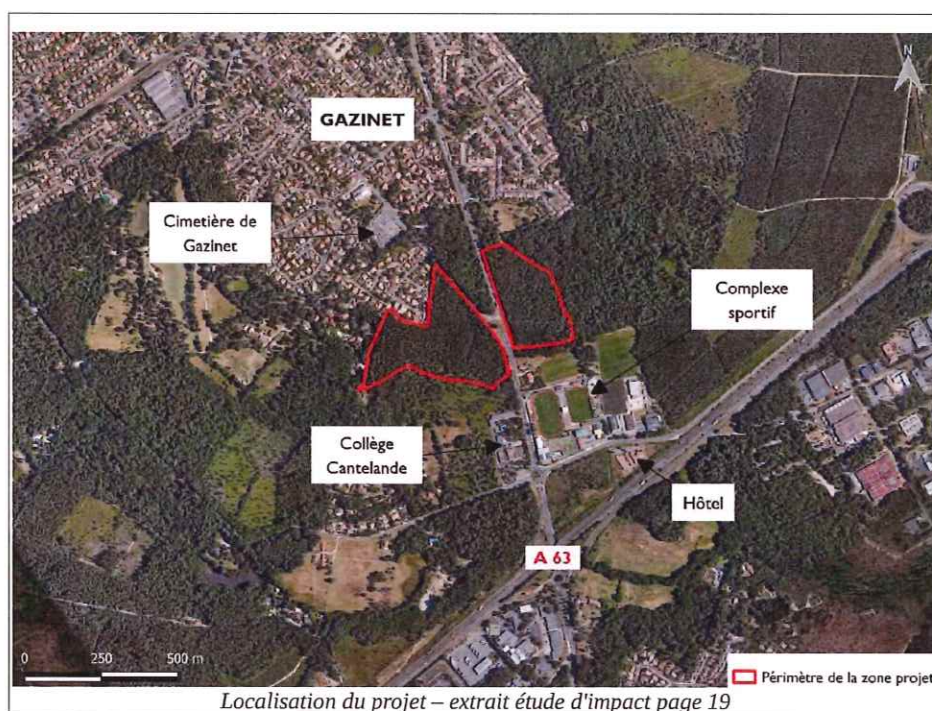 N
GAZINET
Cimetière de
Gazinet
Complexe
sportif
Collège
Cantelande
Hôtel
A 63
0 250 500 m
Périmètre de la zone projet
Localisation du projet – extrait étude d'impact page 19